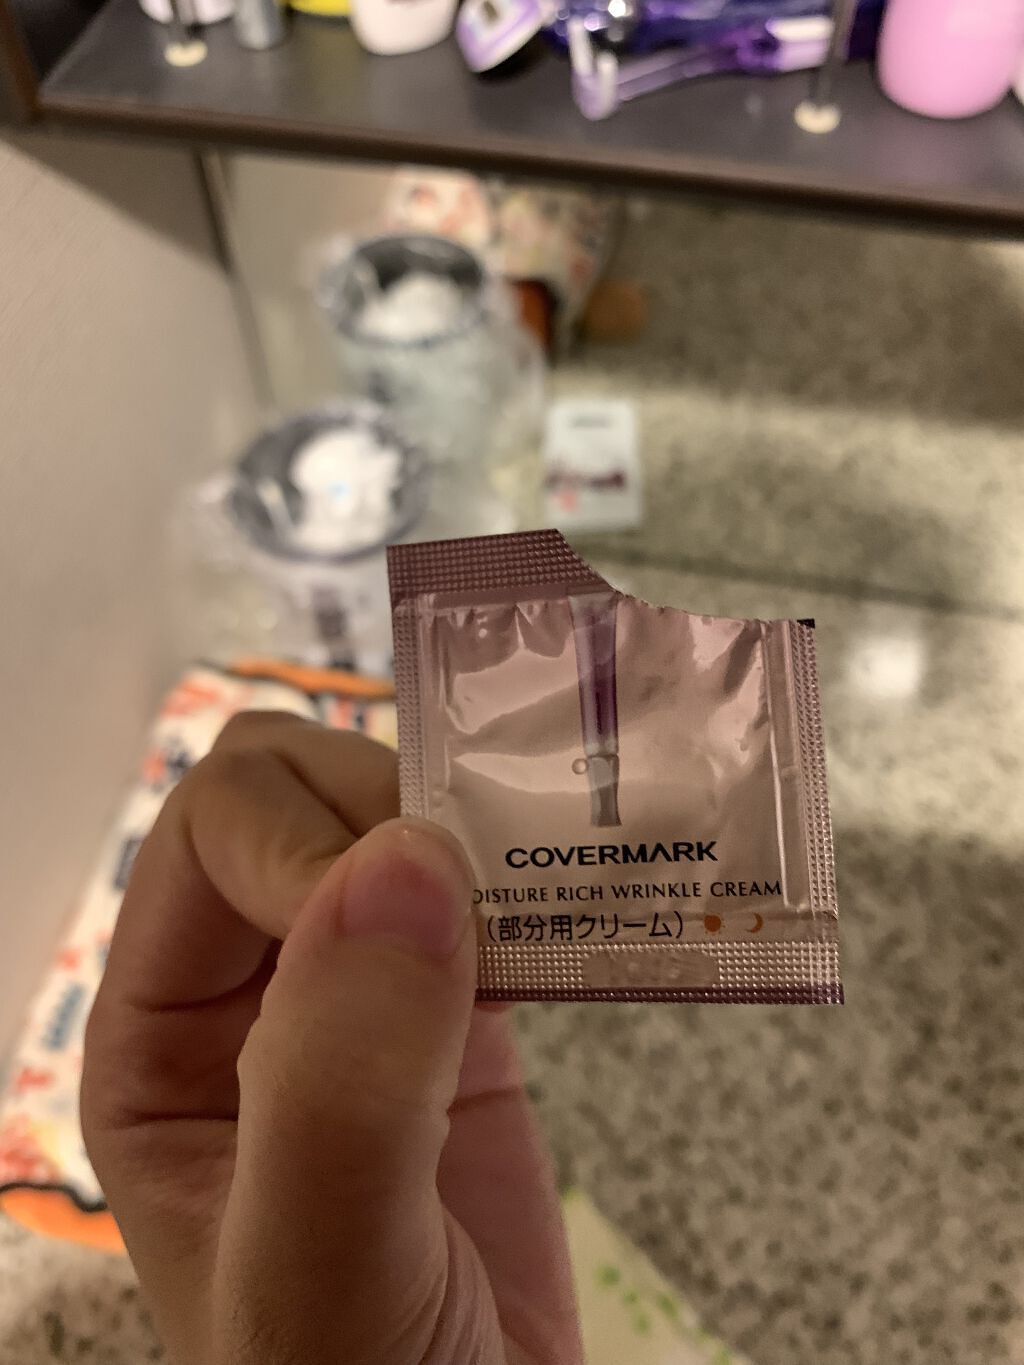 COVERMARK
OISTURE RICH WRINKLE CREAM
(部分用クリーム)